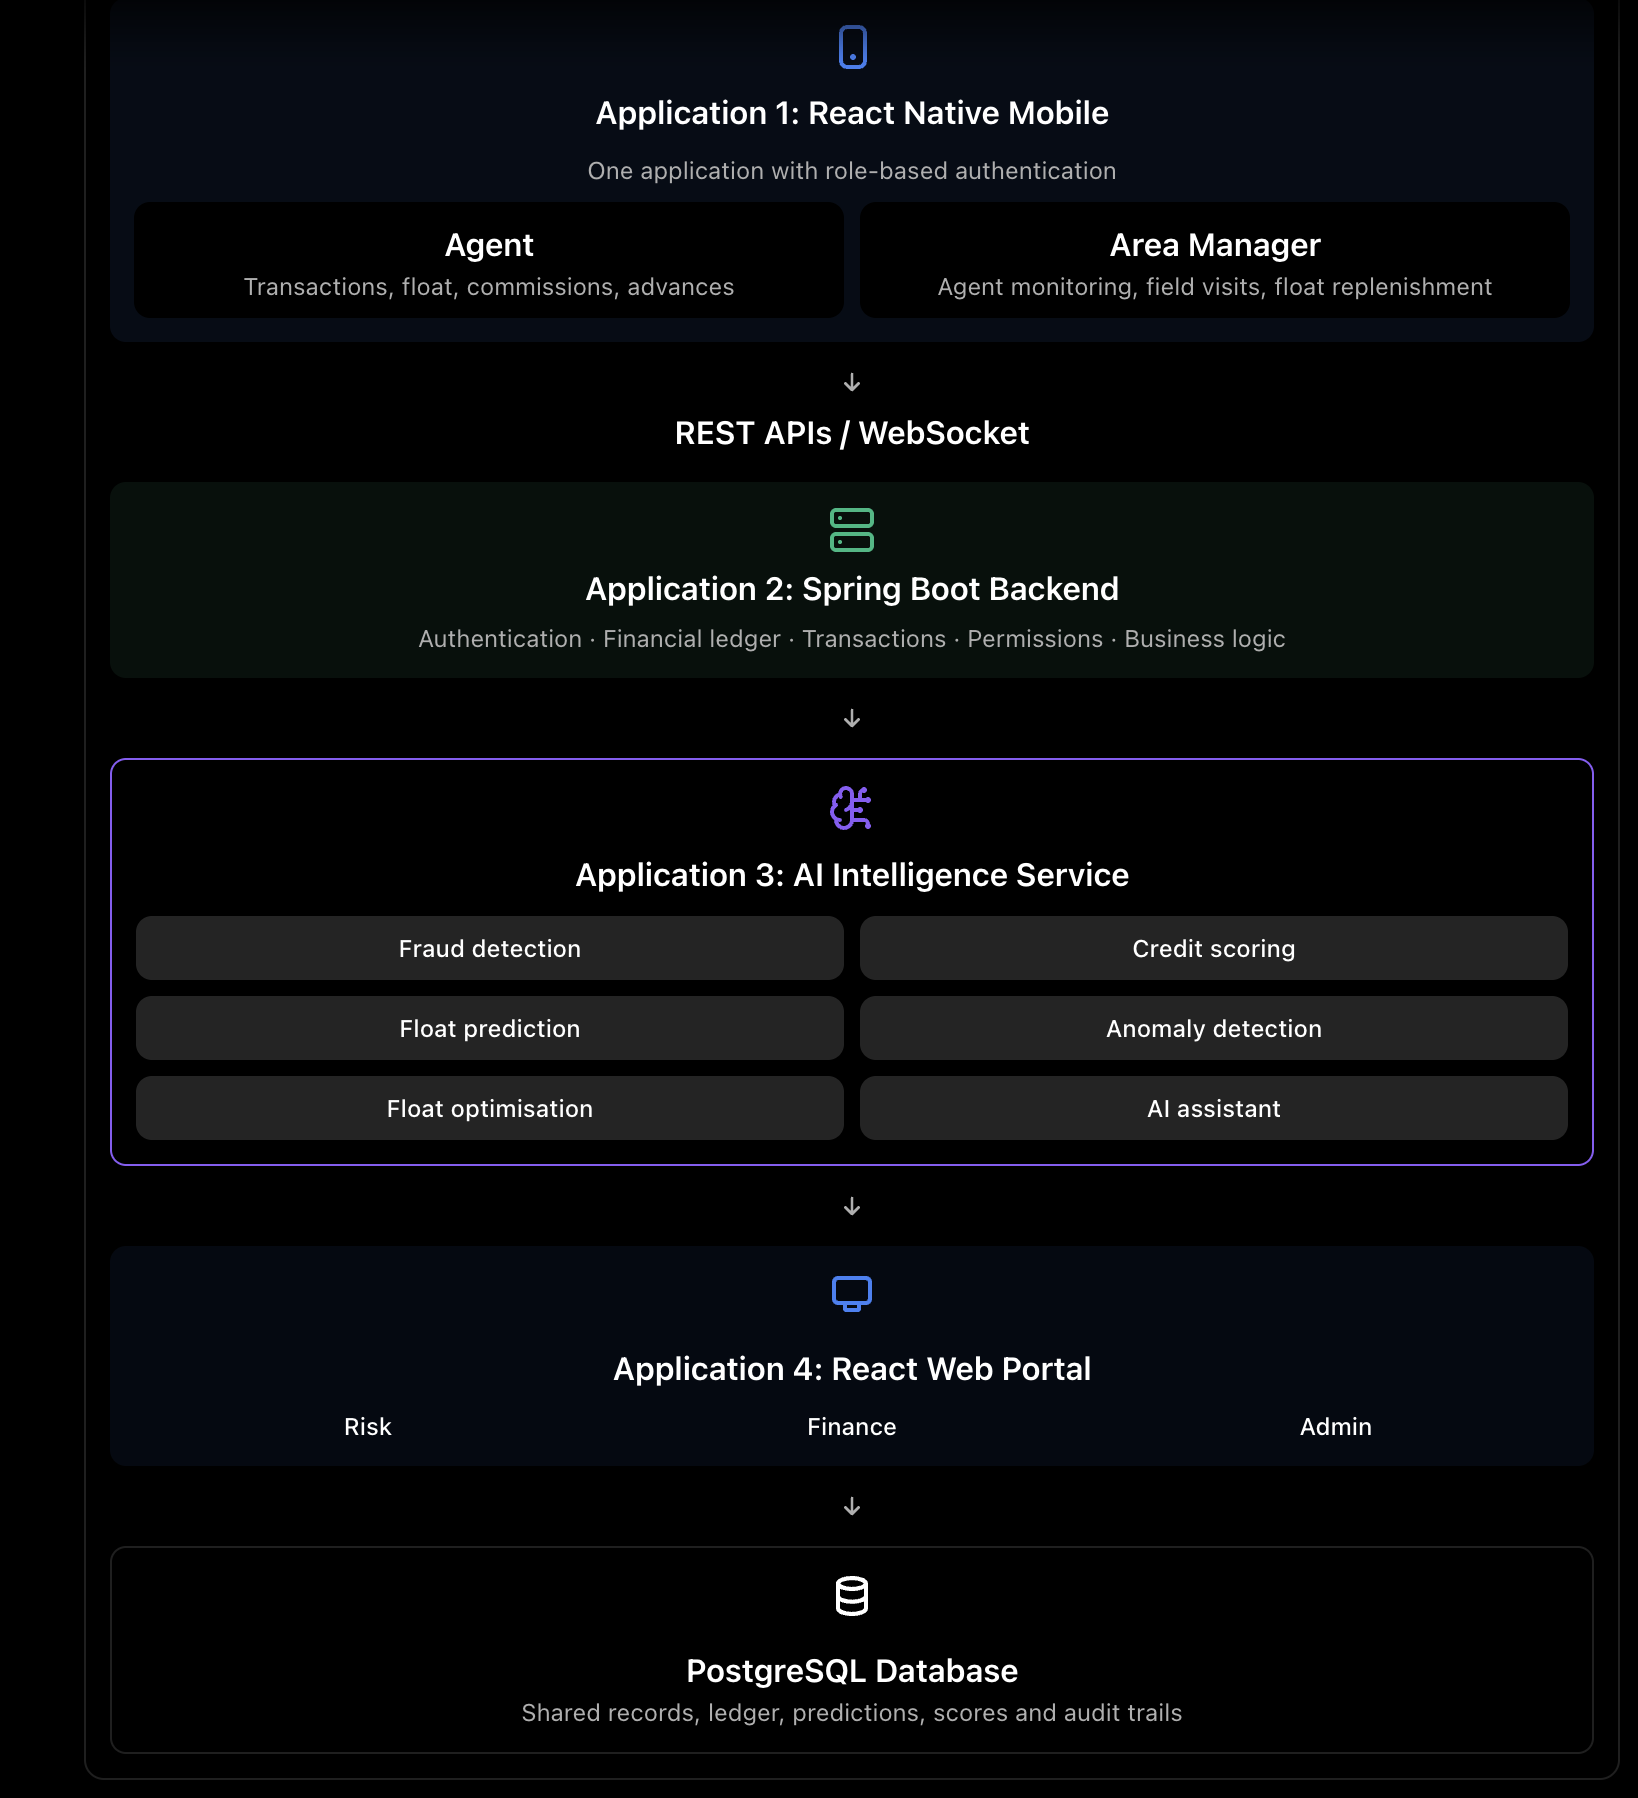 Application 1: React Native Mobile
One application with role-based authentication
Agent
Transactions, float, commissions, advances
Area Manager
Agent monitoring, field visits, float replenishment
REST APIs / WebSocket
Application 2: Spring Boot Backend
Authentication · Financial ledger · Transactions · Permissions · Business logic
Application 3: AI Intelligence Service
Fraud detection
Credit scoring
Float prediction
Anomaly detection
Float optimisation
AI assistant
Application 4: React Web Portal
Risk
Finance
Admin
PostgreSQL Database
Shared records, ledger, predictions, scores and audit trails